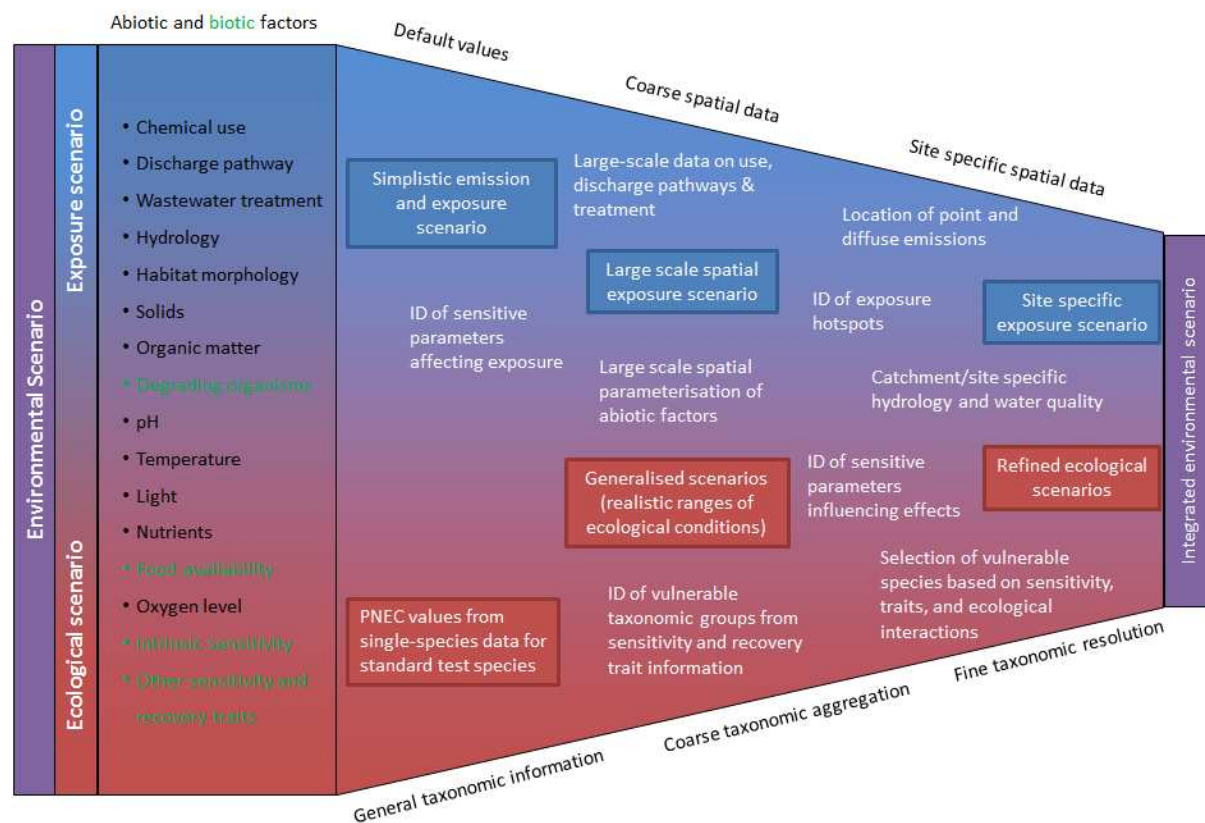 Abiotic and biotic factors
Environmental Scenario
Exposure scenario
Ecological scenario
• Chemical use
• Discharge pathway
• Wastewater treatment
• Hydrology
• Habitat morphology
• Solids
• Organic matter
• Degrading organisms
• pH
• Temperature
• Light
• Nutrients
• Food availability
• Oxygen level
• Intrinsic Sensitivity
• Other sensitivity and
recovery traits
Default values
Coarse spatial data
Site specific spatial data
Simplistic emission
and exposure
scenario
ID of sensitive
parameters
affecting exposure
PNEC values from
single-species data for
standard test species
Large-scale data on use,
discharge pathways &
treatment
Large scale spatial
exposure scenario
Large scale spatial
parameterisation of
abiotic factors
Generalised scenarios
(realistic ranges of
ecological conditions)
ID of vulnerable
taxonomic groups from
sensitivity and recovery
trait information
Location of point and
diffuse emissions
ID of exposure
hotspots
Site specific
exposure scenario
Catchment/site specific
hydrology and water quality
ID of sensitive
parameters
influencing effects
Refined ecological
scenarios
Selection of vulnerable
species based on sensitivity,
traits, and ecological
interactions
General taxonomic information
Coarse taxonomic aggregation
Fine taxonomic resolution
Integrated environmental scenario